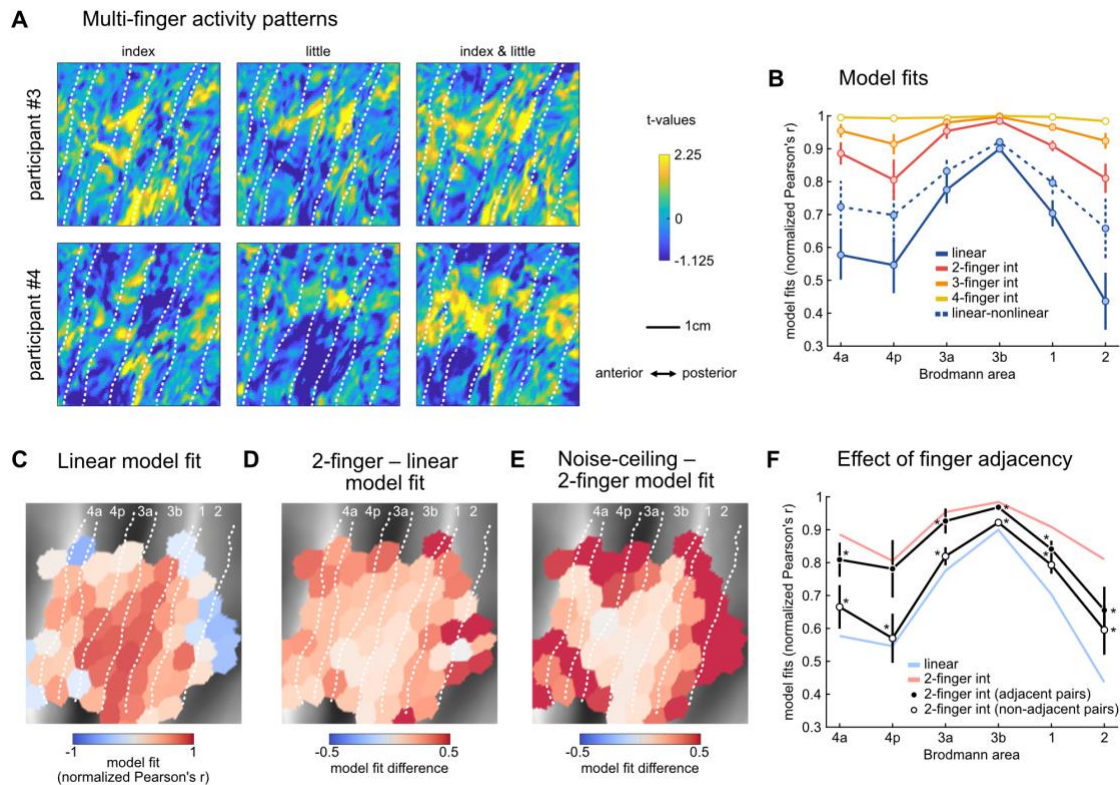 A Multi-finger activity patterns
index
little
index & little
participant #3
participant #4
t-values
2.25
0
-1.125
1cm
anterior posterior
B Model fits
model fits (normalized Pearson's r)
1
0.9
0.8
0.7
0.6
0.5
0.4
0.3
linear
2-finger int
3-finger int
4-finger int
linear-nonlinear
4a 4p 3a 3b 1 2
Brodmann area
C Linear model fit
4a 4p 3a 3b 1 2
-1 1
model fit
(normalized Pearson's r)
D 2-finger – linear
model fit
4a 4p 3a 3b 1 2
-0.5 0.5
model fit difference
E Noise-ceiling –
2-finger model fit
4a 4p 3a 3b 1 2
-0.5 0.5
model fit difference
F Effect of finger adjacency
model fits (normalized Pearson's r)
1
0.9
0.8
0.7
0.6
0.5
0.4
0.3
* * * * * * * * * *
linear
2-finger int
2-finger int (adjacent pairs)
2-finger int (non-adjacent pairs)
4a 4p 3a 3b 1 2
Brodmann area